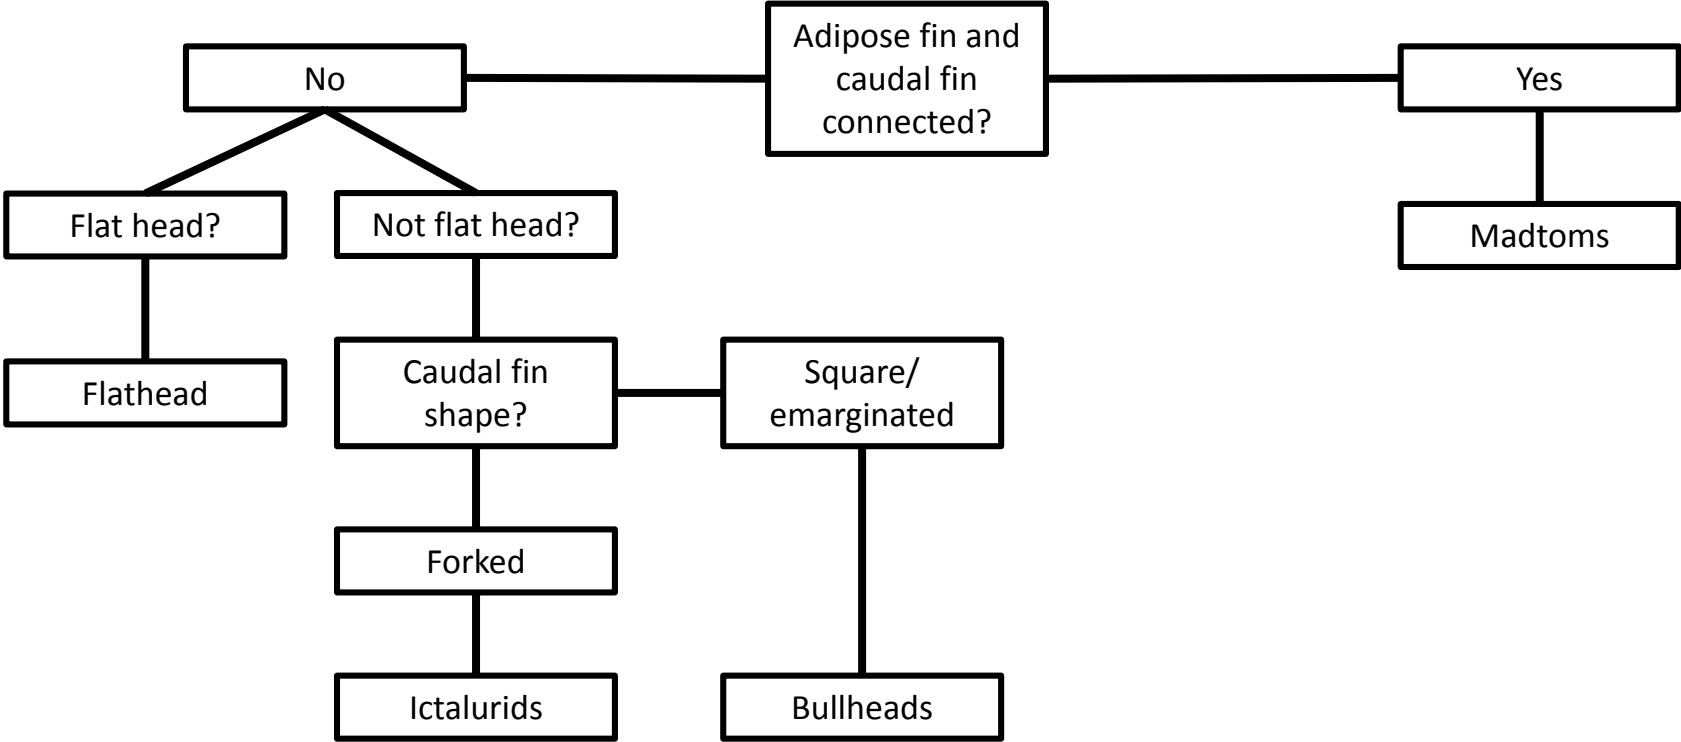 Adipose fin and
caudal fin
connected?
No
Yes
Flat head?
Not flat head?
Madtoms
Flathead
Caudal fin
shape?
Square/
emarginated
Forked
Ictalurids
Bullheads